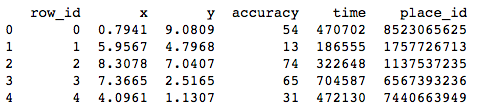 row_id x y accuracy time place_id
0 0 0.7941 9.0809 54 470702 8523065625
1 1 5.9567 4.7968 13 186555 1757726713
2 2 8.3078 7.0407 74 322648 1137537235
3 3 7.3665 2.5165 65 704587 6567393236
4 4 4.0961 1.1307 31 472130 7440663949